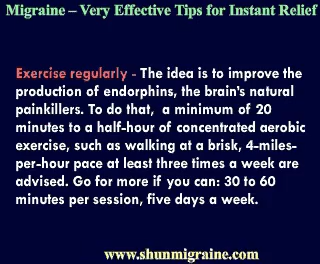 Migraine – Very Effective Tips for Instant Relief
Exercise regularly - The idea is to improve the
production of endorphins, the brain's natural
painkillers. To do that, a minimum of 20
minutes to a half-hour of concentrated aerobic
exercise, such as walking at a brisk, 4-miles-
per-hour pace at least three times a week are
advised. Go for more if you can: 30 to 60
minutes per session, five days a week.
www.shunmigraine.com